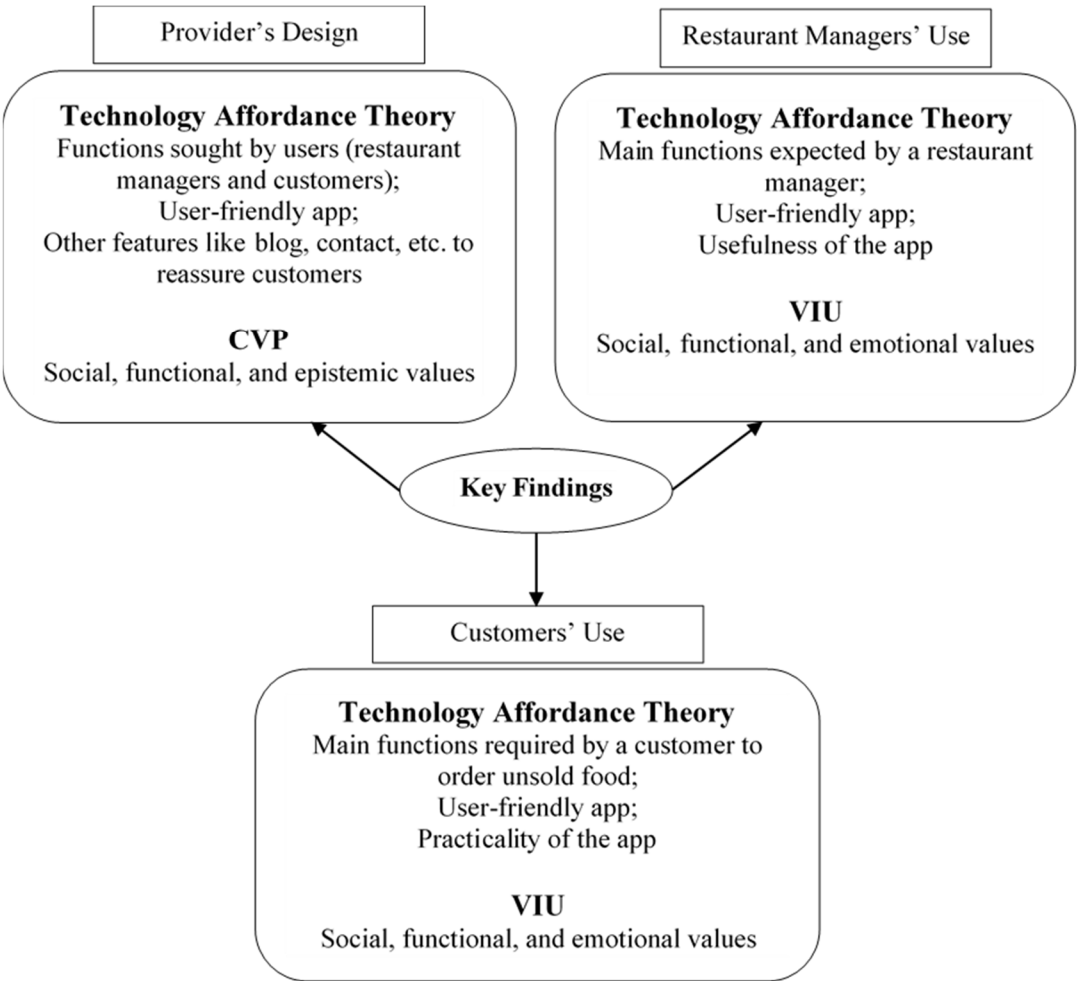 Provider’s Design
Technology Affordance Theory
Functions sought by users (restaurant
managers and customers);
User-friendly app;
Other features like blog, contact, etc. to
reassure customers
CVP
Social, functional, and epistemic values
Restaurant Managers’ Use
Technology Affordance Theory
Main functions expected by a restaurant
manager;
User-friendly app;
Usefulness of the app
VIU
Social, functional, and emotional values
Key Findings
Customers’ Use
Technology Affordance Theory
Main functions required by a customer to
order unsold food;
User-friendly app;
Practicality of the app
VIU
Social, functional, and emotional values